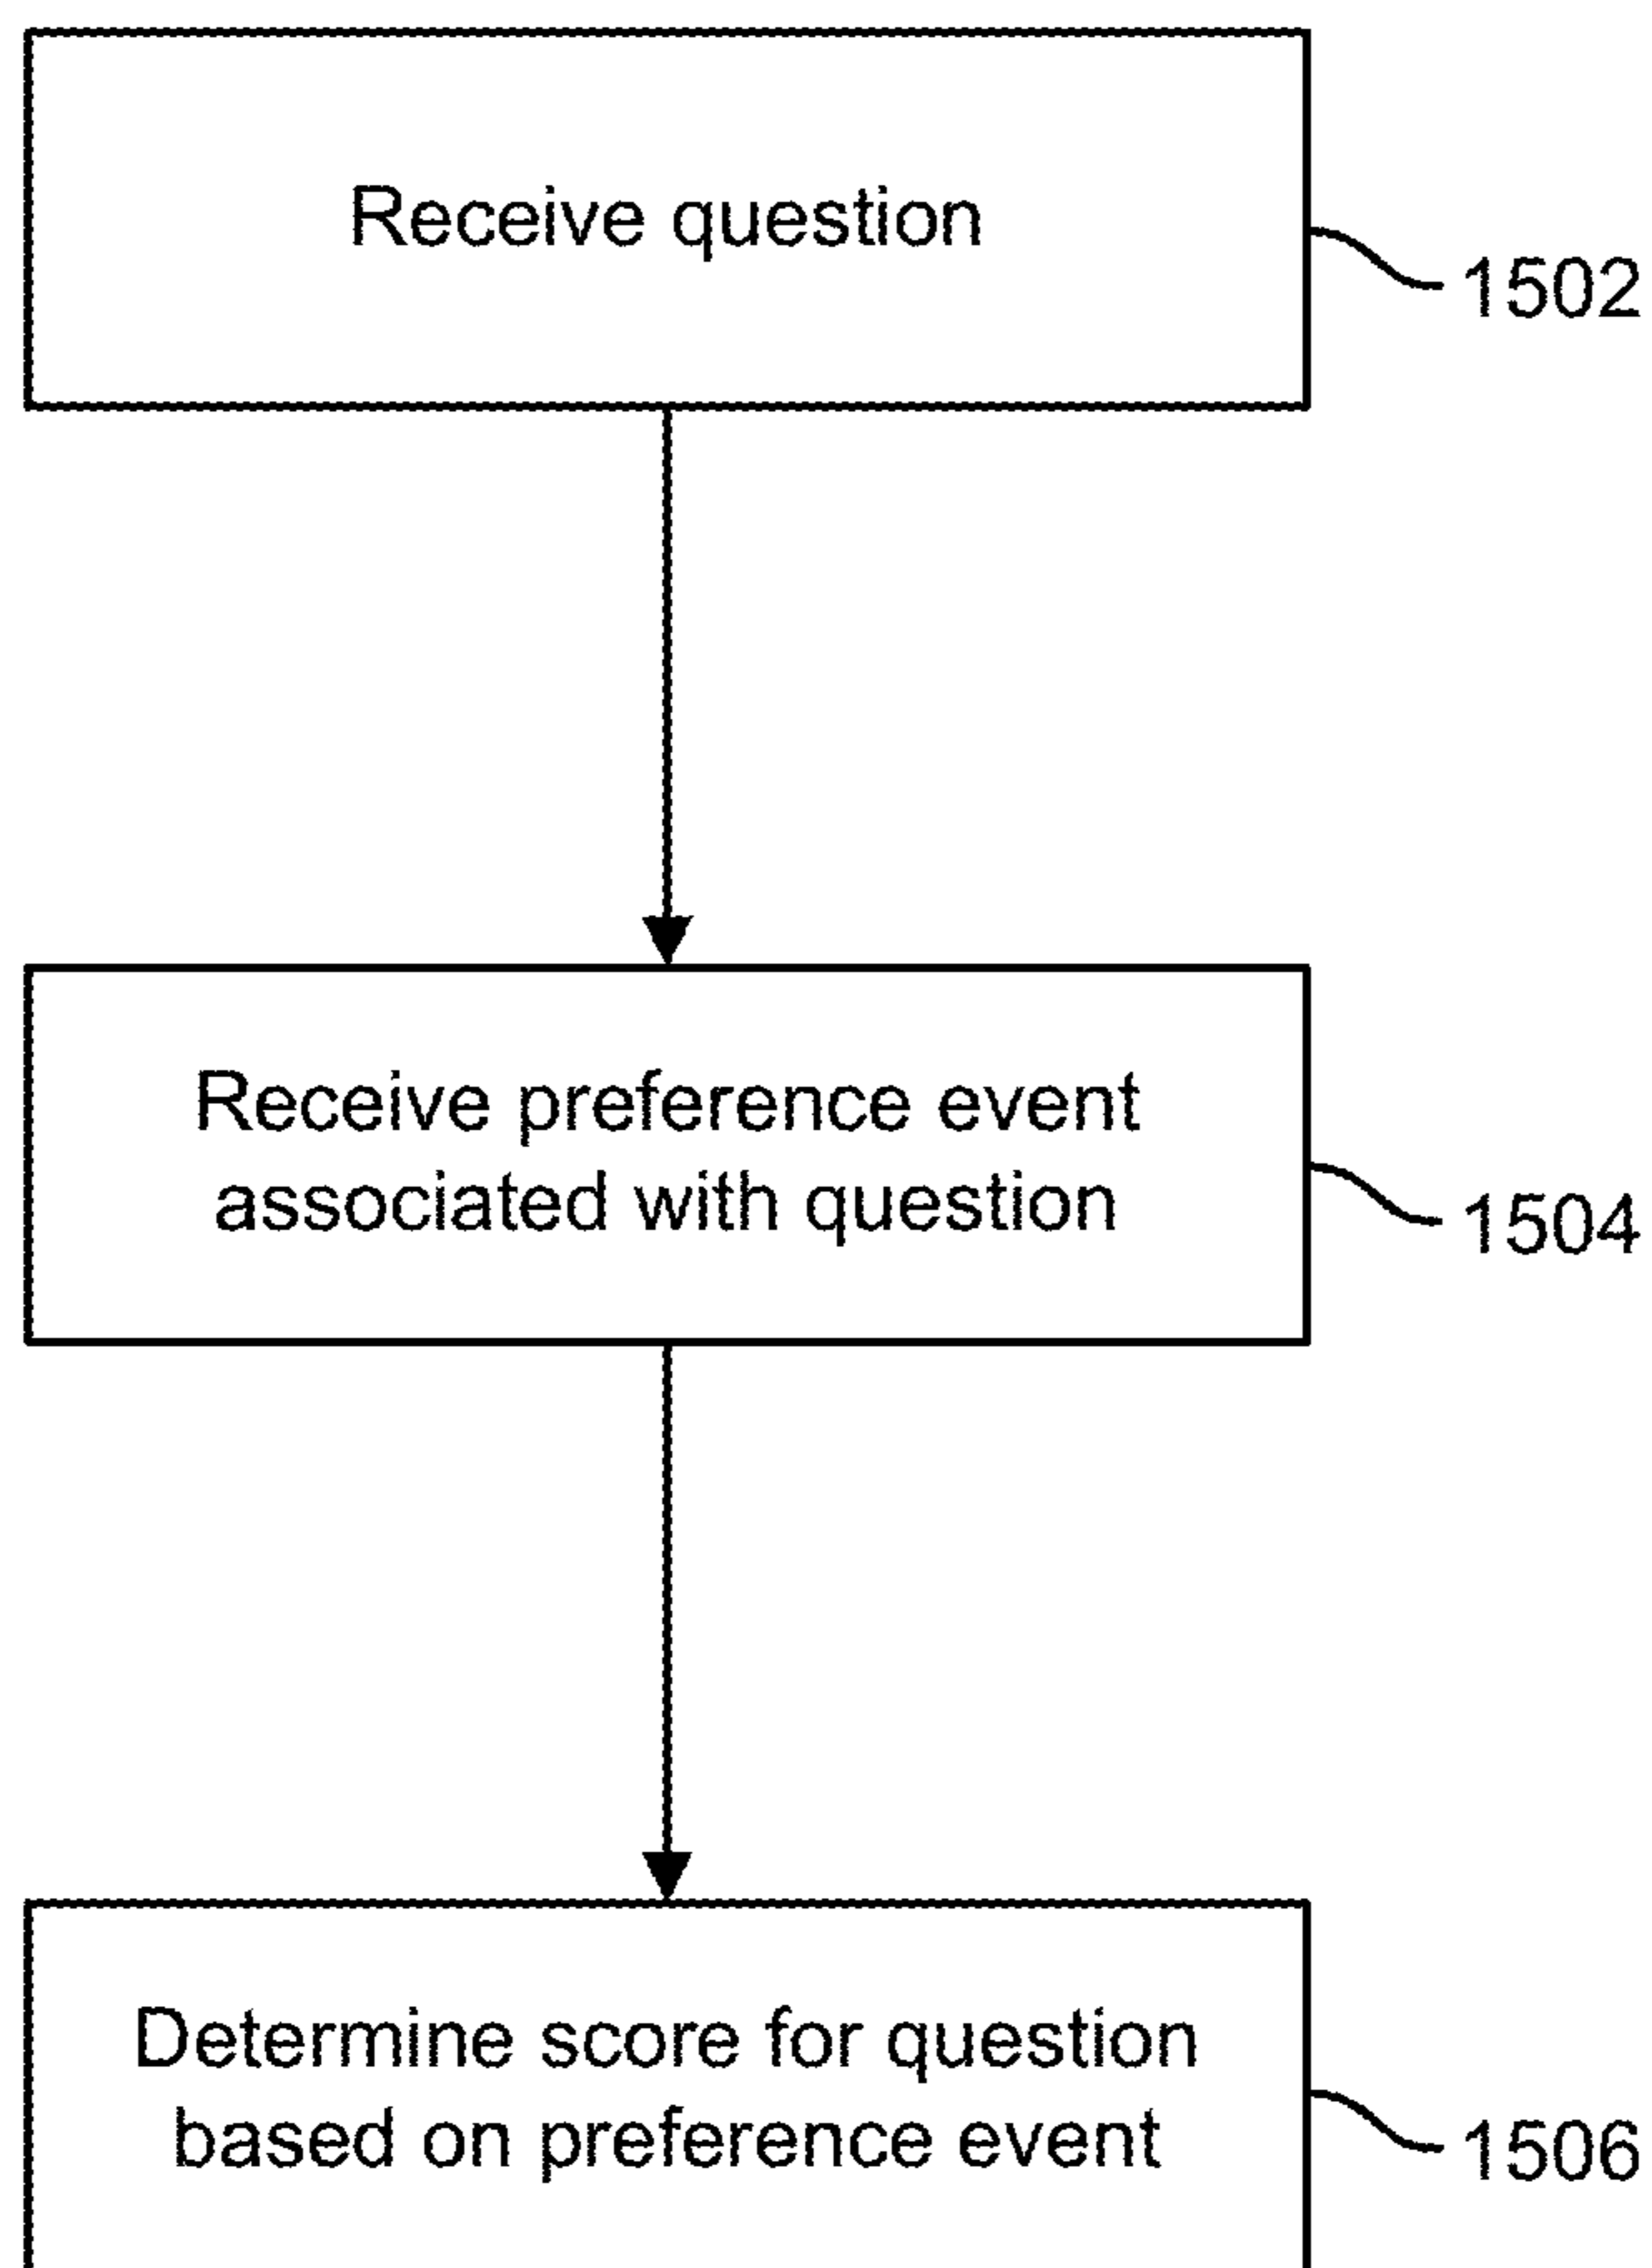 Receive question
1502
Receive preference event
associated with question
1504
Determine score for question
based on preference event
1506